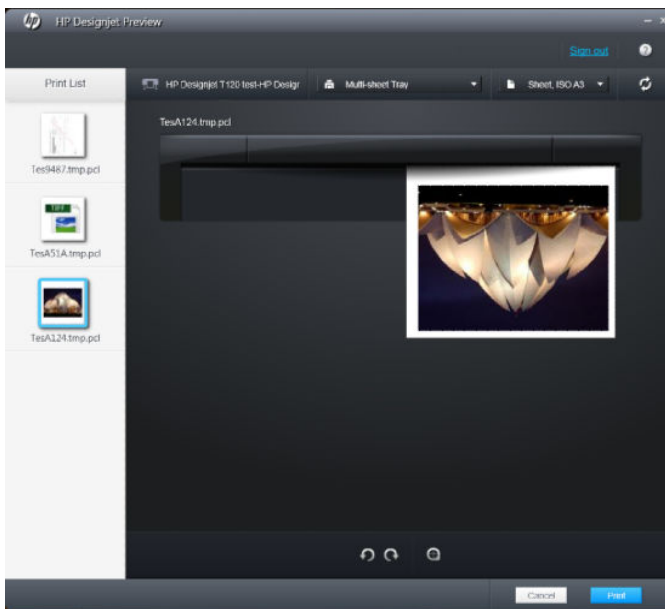 hp HP Designjet Preview
Sign out ?
Print List
HP Designjet T120 test-HP Design
Multi-sheet Tray
Sheet, ISO A3
Tes9487.tmp.pcl
TIFF
TesA51A.tmp.pcl
TesA124.tmp.pcl
TesA124.tmp.pcl
Cancel
Print